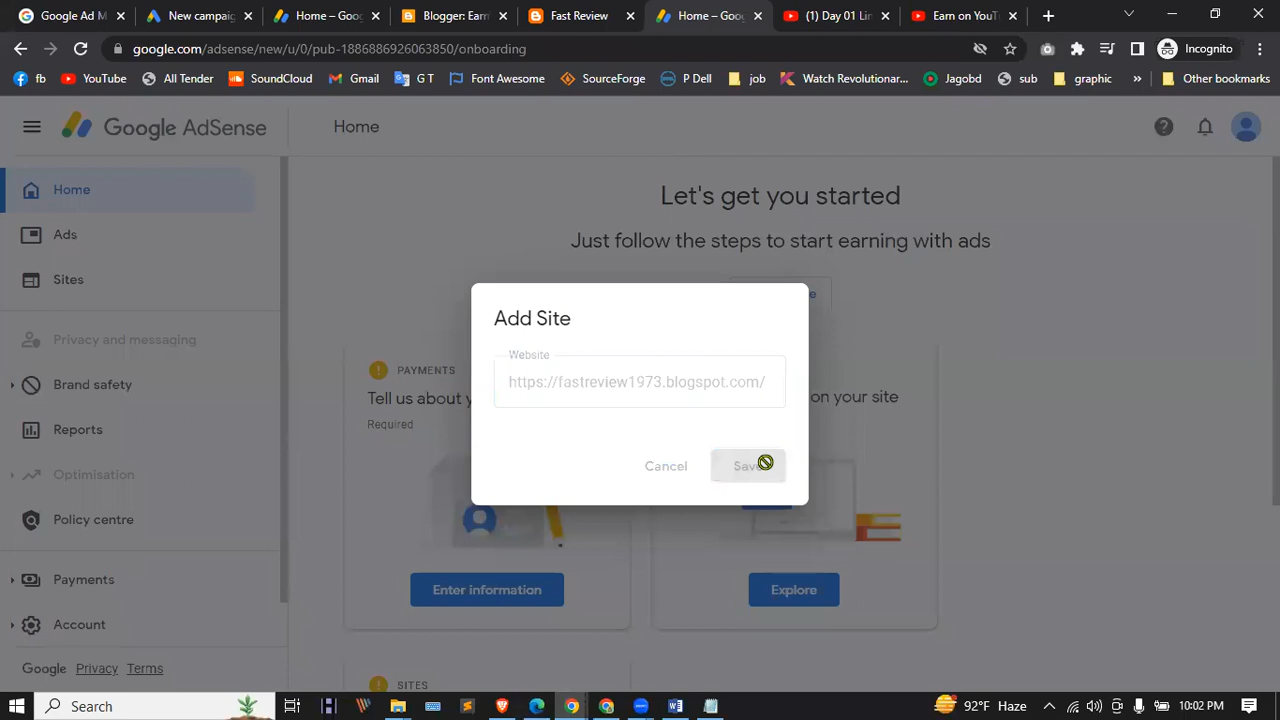 Google Ad M
New campaig
Home – Goo
Blogger Earn
Fast Review
Home – Goog
(1) Day 01 Lin
Earn on YouT
google.com/adsense/new/u/0/pub-1886886926063850/onboarding
Incognito
fb
YouTube
All Tender
SoundCloud
Gmail
G T
Font Awesome
SourceForge
P Dell
job
Watch Revolutionar...
Jagobd
sub
graphic
Other bookmarks
Google AdSense
Home
Home
Ads
Sites
Privacy and messaging
Brand safety
Reports
Optimisation
Policy centre
Payments
Account
Google Privacy Terms
Let's get you started
Just follow the steps to start earning with ads
Add Site
Website
https://fastreview1973.blogspot.com/
Cancel
Save
PAYMENTS
Tell us about y
Required
Enter information
on your site
Explore
SITES
Search
92°F Haze
10:02 PM